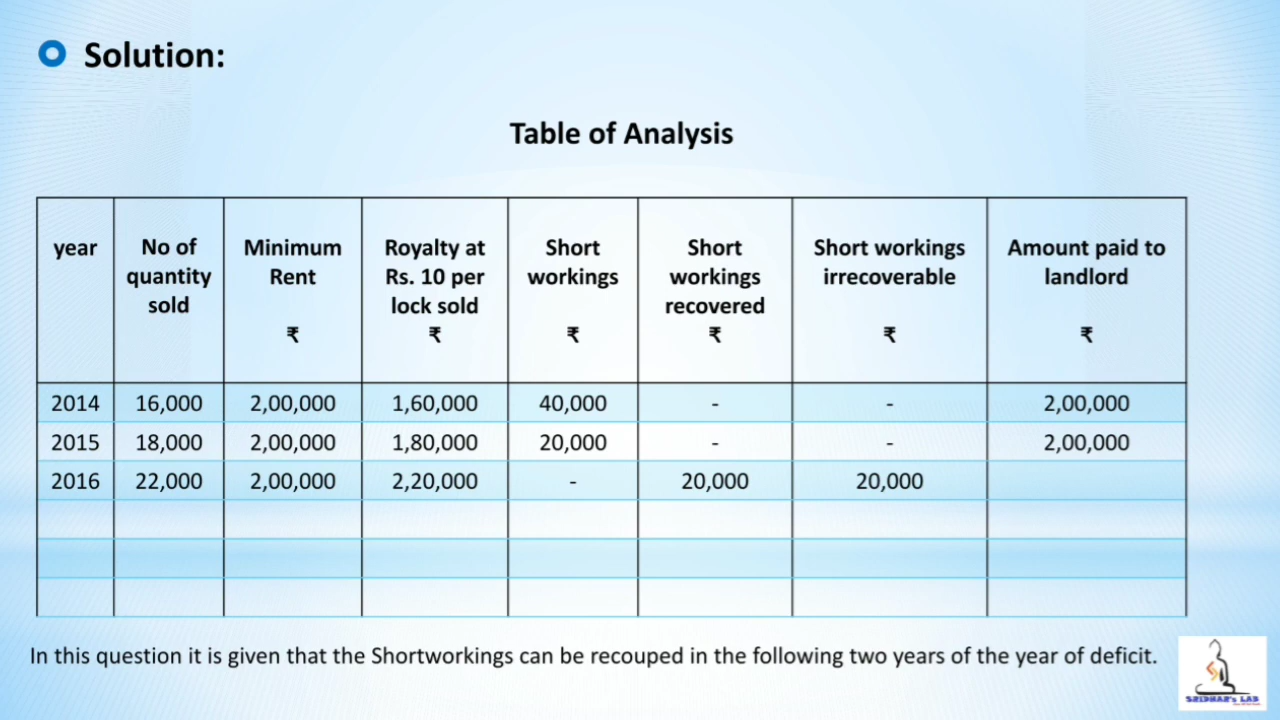 Solution:
Table of Analysis
year No of quantity sold Minimum Rent ₹ Royalty at Rs. 10 per lock sold ₹ Short workings ₹ Short workings recovered ₹ Short workings irrecoverable ₹ Amount paid to landlord ₹
2014 16,000 2,00,000 1,60,000 40,000 - - 2,00,000
2015 18,000 2,00,000 1,80,000 20,000 - - 2,00,000
2016 22,000 2,00,000 2,20,000 - 20,000 20,000
In this question it is given that the Shortworkings can be recouped in the following two years of the year of deficit.
SRIDHAR's LAB